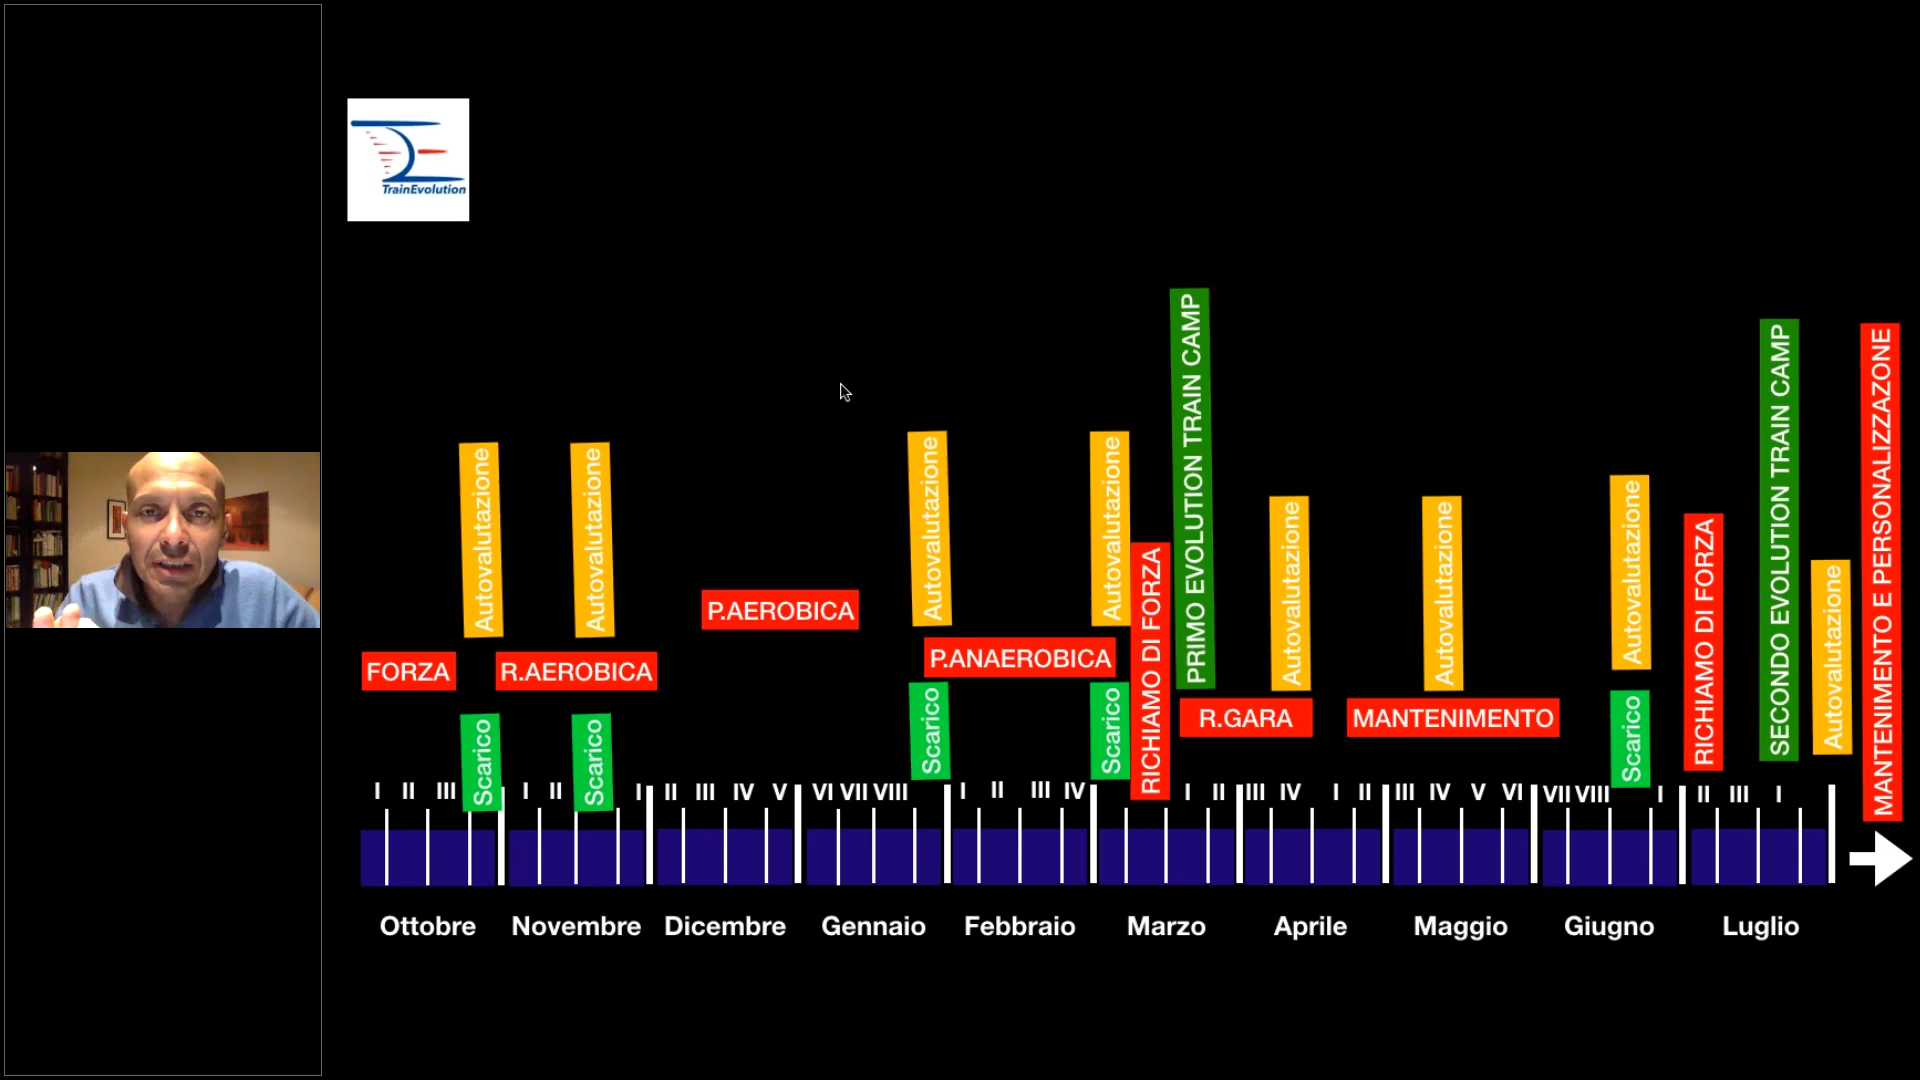 TrainEvolution
PRIMO EVOLUTION TRAIN CAMP
SECONDO EVOLUTION TRAIN CAMP
MANTENIMENTO E PERSONALIZZAZONE
Autovalutazione
Autovalutazione
Autovalutazione
Autovalutazione
Autovalutazione
Autovalutazione
Autovalutazione
Autovalutazione
RICHIAMO DI FORZA
RICHIAMO DI FORZA
P.AEROBICA
P.ANAEROBICA
FORZA
R.AEROBICA
R.GARA
MANTENIMENTO
Scarico
Scarico
Scarico
Scarico
Scarico
I II III I II I II III IV V VI VII VIII I II III IV I II III IV I II III IV V VI VII VIII I II III I
Ottobre Novembre Dicembre Gennaio Febbraio Marzo Aprile Maggio Giugno Luglio